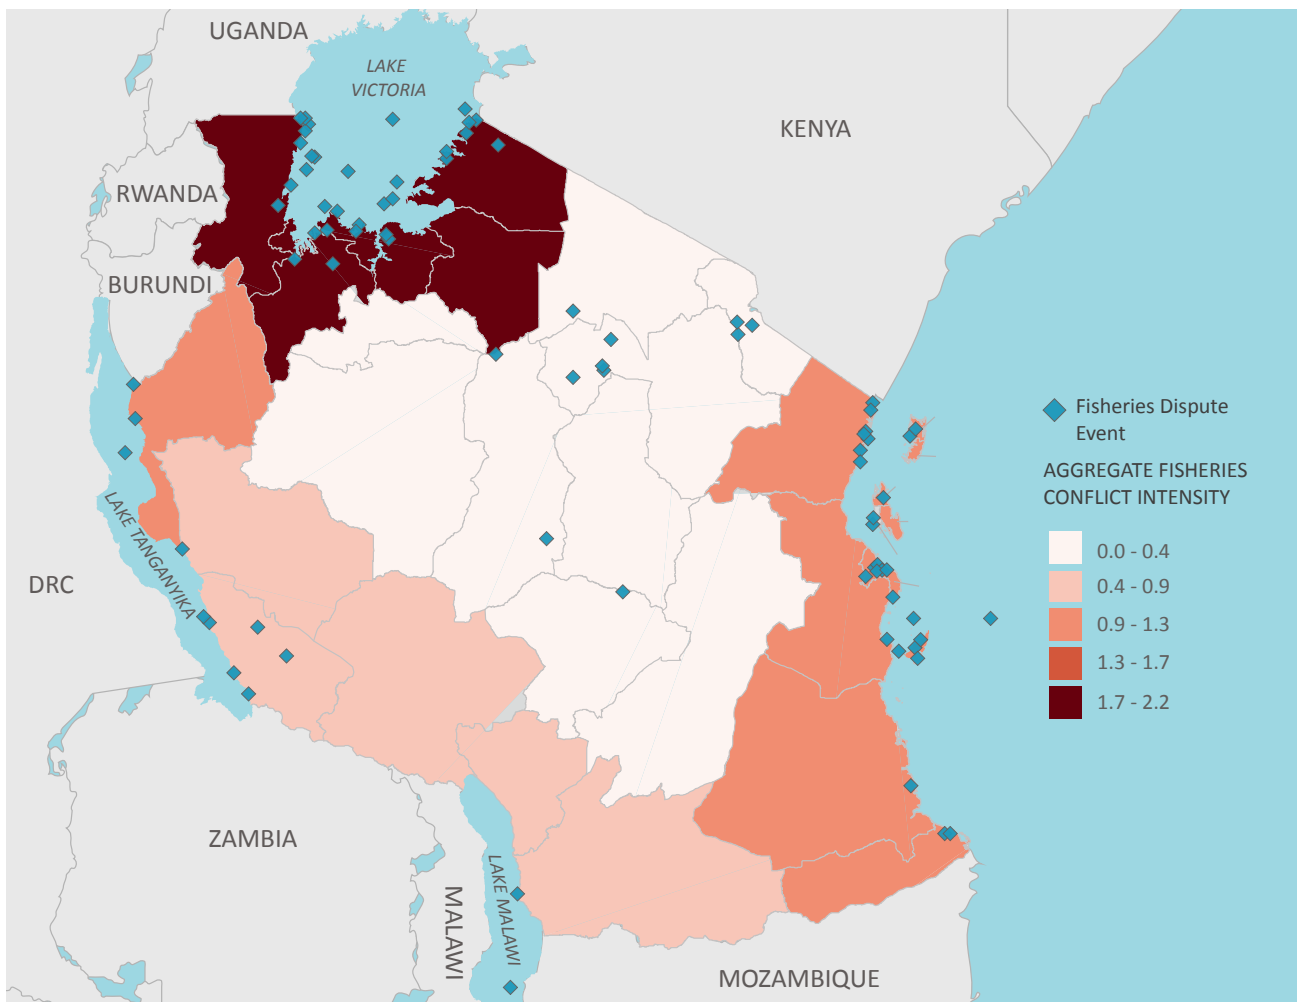 UGANDA
LAKE
VICTORIA
KENYA
RWANDA
BURUNDI
LAKE TANGANYIKA
DRC
ZAMBIA
MALAWI
LAKE MALAWI
MOZAMBIQUE
Fisheries Dispute
Event
AGGREGATE FISHERIES
CONFLICT INTENSITY
0.0 - 0.4
0.4 - 0.9
0.9 - 1.3
1.3 - 1.7
1.7 - 2.2